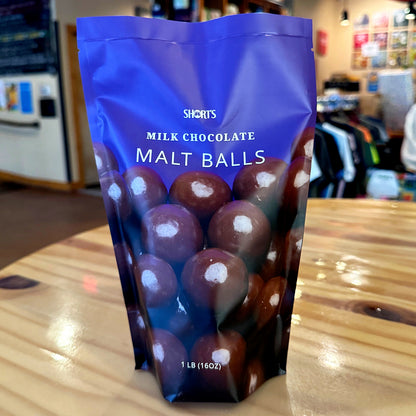 SHORT'S
MILK CHOCOLATE
MALT BALLS
1 LB (16OZ)